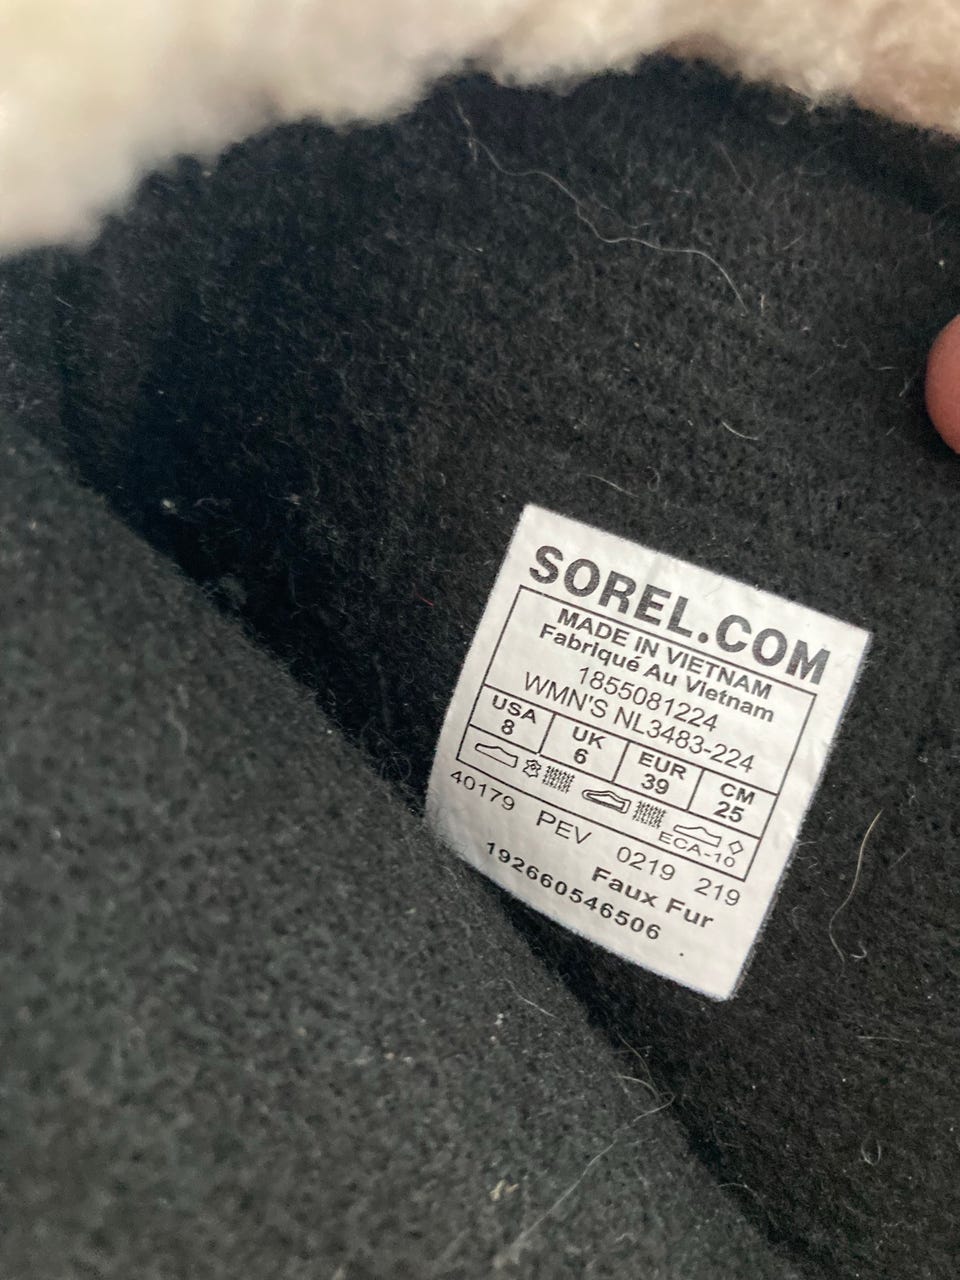 SOREL.COM
MADE IN VIETNAM
Fabriqué Au Vietnam
1855081224
WMN'S NL3483-224
USA UK EUR CM
8 6 39 25
ECA-10
40179 PEV 0219 219
Faux Fur
192660546506